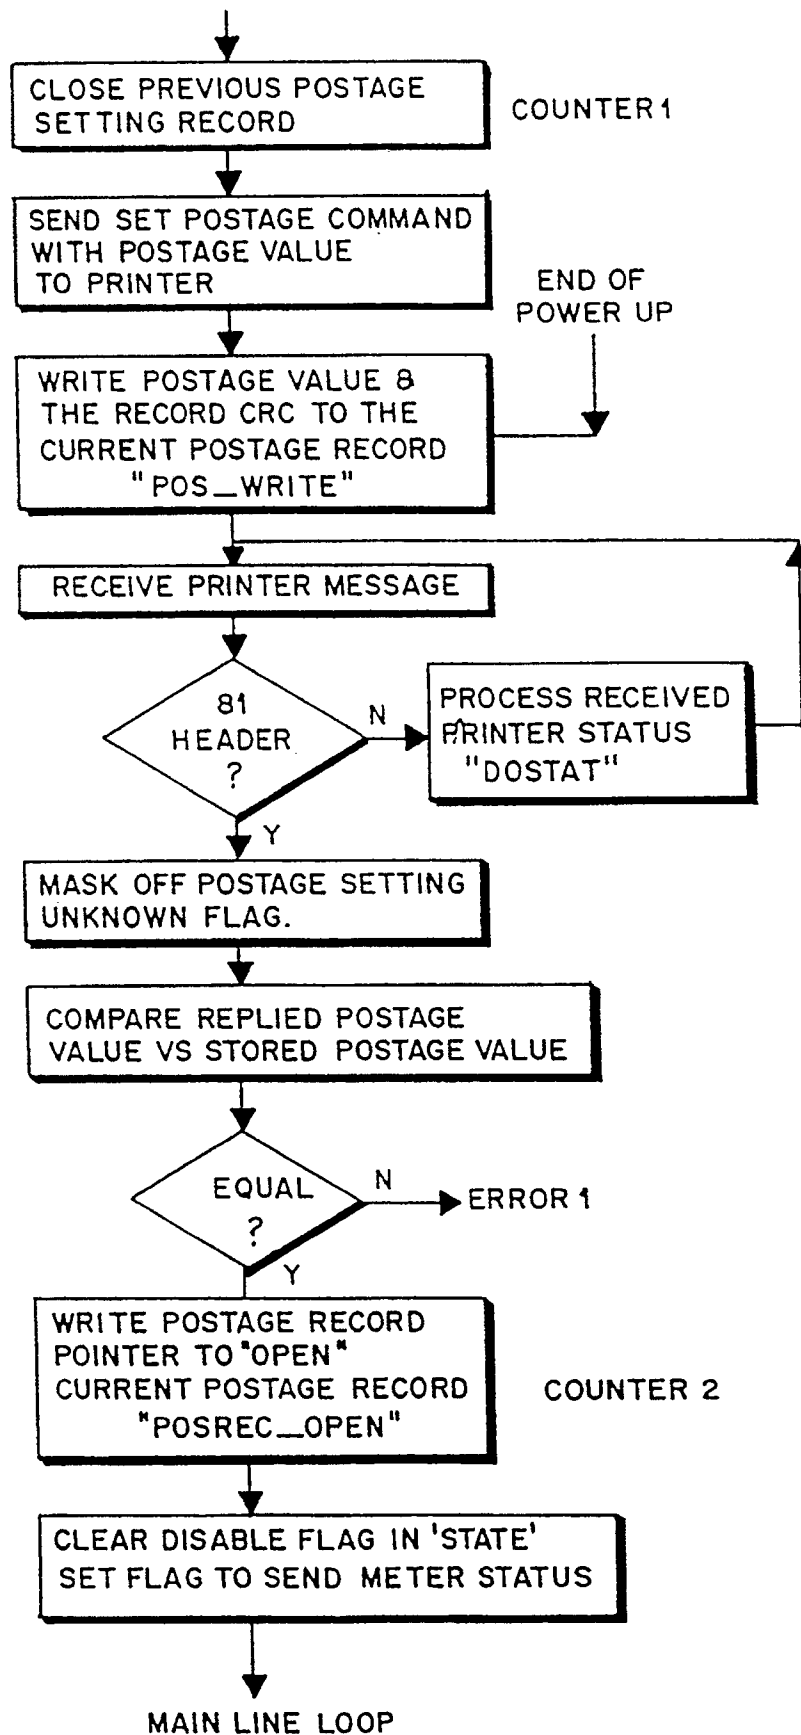 CLOSE PREVIOUS POSTAGE
SETTING RECORD
COUNTER 1
SEND SET POSTAGE COMMAND
WITH POSTAGE VALUE
TO PRINTER
END OF
POWER UP
WRITE POSTAGE VALUE &
THE RECORD CRC TO THE
CURRENT POSTAGE RECORD
"POS_WRITE"
RECEIVE PRINTER MESSAGE
81
HEADER
?
N
PROCESS RECEIVED
PRINTER STATUS
"DOSTAT"
Y
MASK OFF POSTAGE SETTING
UNKNOWN FLAG.
COMPARE REPLIED POSTAGE
VALUE VS STORED POSTAGE VALUE
EQUAL
?
N
ERROR 1
Y
WRITE POSTAGE RECORD
POINTER TO "OPEN"
CURRENT POSTAGE RECORD
"POSREC_OPEN"
COUNTER 2
CLEAR DISABLE FLAG IN 'STATE'
SET FLAG TO SEND METER STATUS
MAIN LINE LOOP